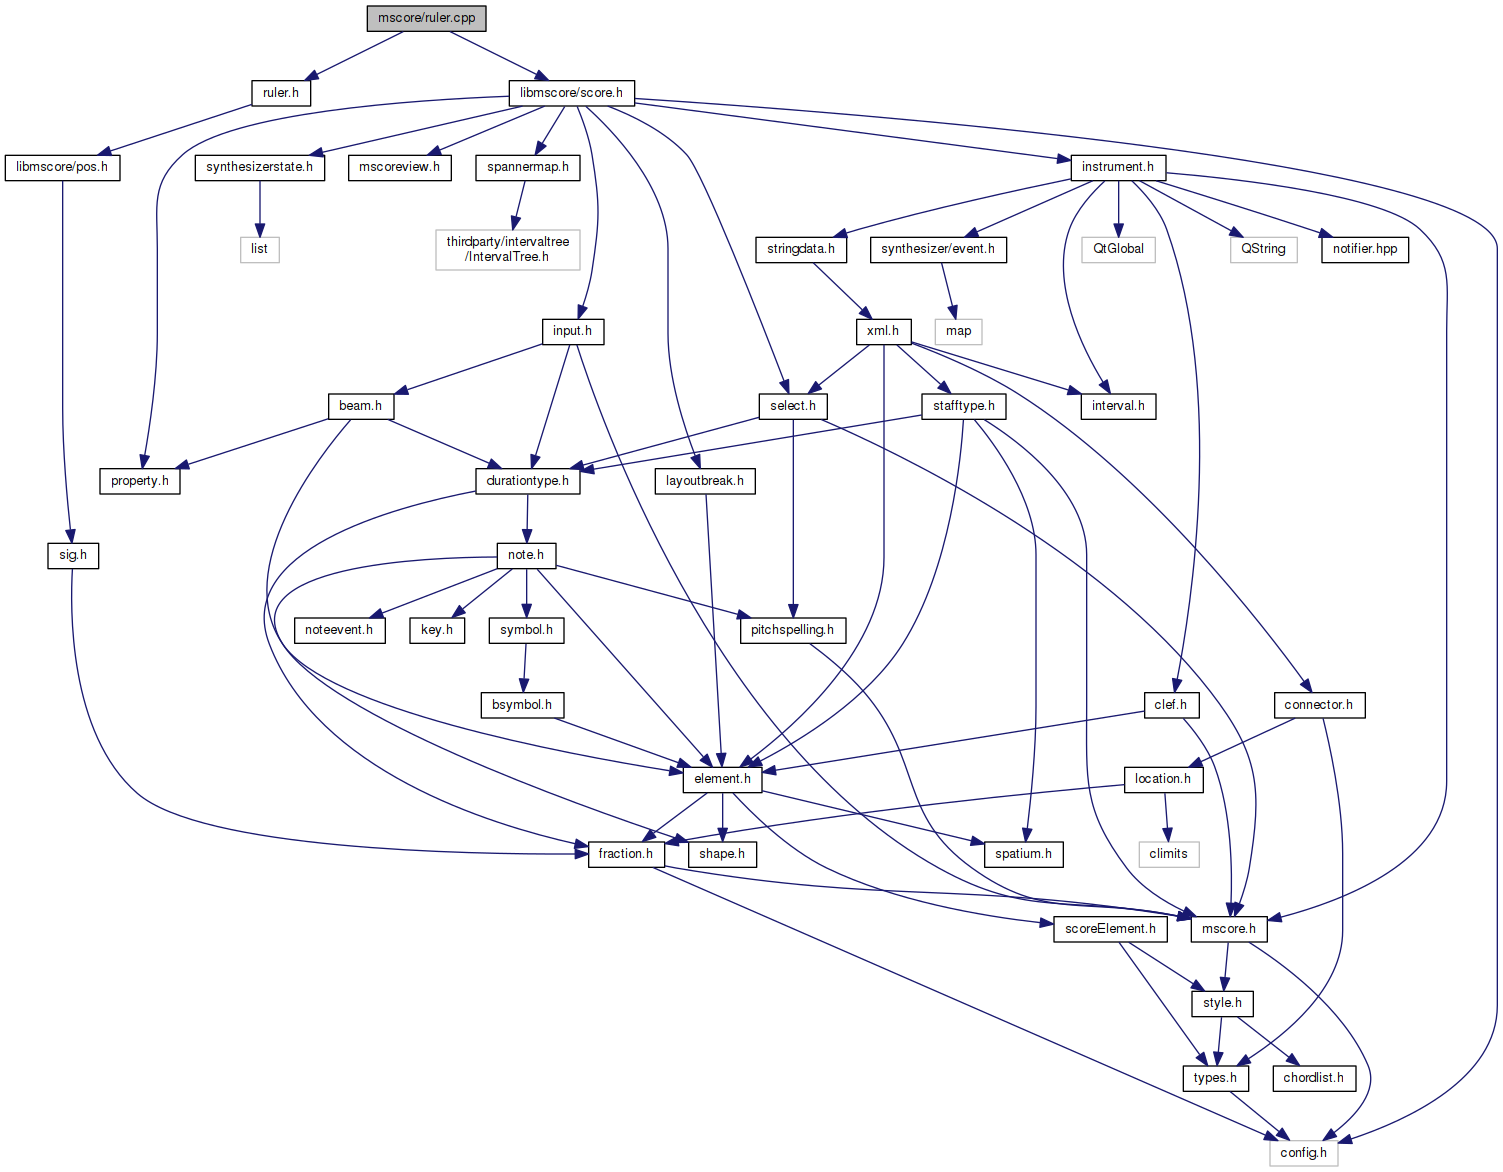 mscore/ruler.cpp
ruler.h
libmscore/score.h
libmscore/pos.h
synthesizerstate.h
mscoreview.h
spannermap.h
instrument.h
list
thirdparty/intervaltree
/IntervalTree.h
stringdata.h
synthesizer/event.h
QtGlobal
QString
notifier.hpp
input.h
xml.h
map
beam.h
select.h
stafftype.h
interval.h
property.h
durationtype.h
layoutbreak.h
sig.h
note.h
noteevent.h
key.h
symbol.h
pitchspelling.h
bsymbol.h
clef.h
connector.h
element.h
location.h
fraction.h
shape.h
spatium.h
climits
scoreElement.h
mscore.h
style.h
types.h
chordlist.h
config.h